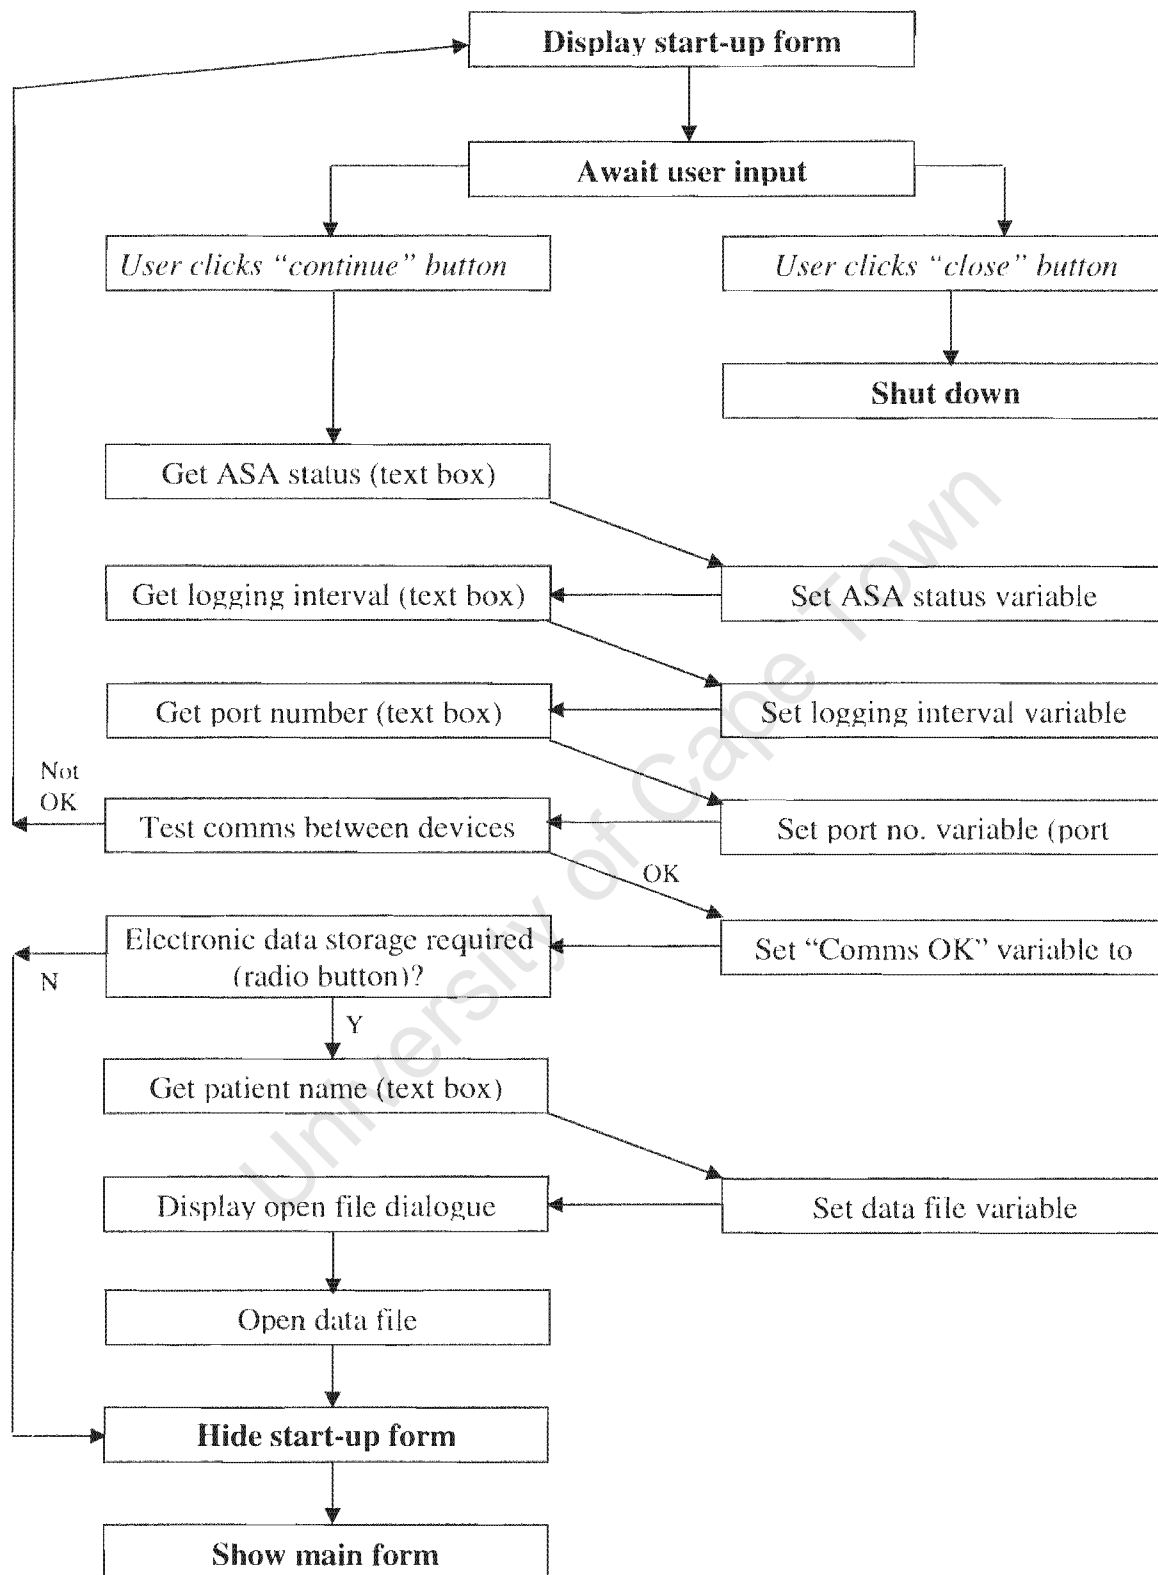 Display start-up form
Await user input
User clicks “continue” button
User clicks “close” button
Shut down
Get ASA status (text box)
Get logging interval (text box)
Set ASA status variable
Get port number (text box)
Set logging interval variable
Not
OK
Test comms between devices
Set port no. variable (port
OK
Electronic data storage required
(radio button)?
Set “Comms OK” variable to
N
Y
Get patient name (text box)
Display open file dialogue
Set data file variable
Open data file
Hide start-up form
Show main form
University of Cape Town